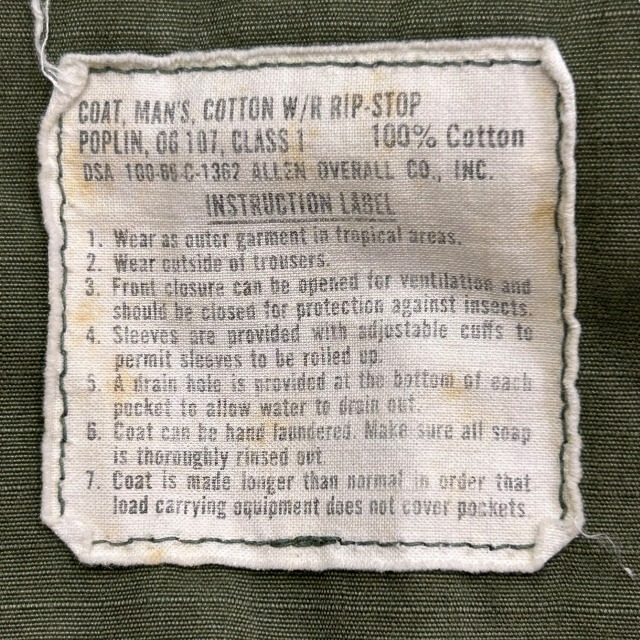 COAT, MAN'S, COTTON W/R RIP-STOP
POPLIN, OG 107, CLASS 1 100% Cotton
DSA 100-68-C-1362 ALLEN OVERALL CO., INC.
INSTRUCTION LABEL
1. Wear as outer garment in tropical areas.
2. Wear outside of trousers.
3. Front closure can be opened for ventilation and
should be closed for protection against insects.
4. Sleeves are provided with adjustable cuffs to
permit sleeves to be rolled up.
5. A drain hole is provided at the bottom of each
pocket to allow water to drain out.
6. Coat can be hand laundered. Make sure all soap
is thoroughly rinsed out
7. Coat is made longer than normal in order that
load carrying equipment does not cover pockets